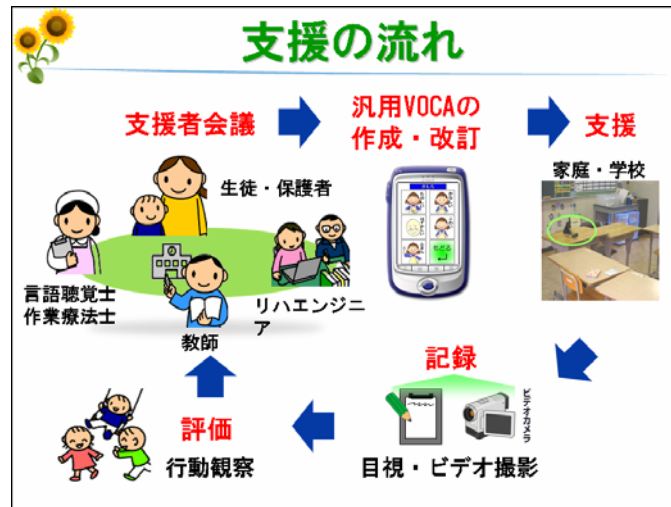 支援の流れ
支援者会議
汎用VOCAの
作成・改訂
支援
生徒・保護者
家庭・学校
言語聴覚士
作業療法士
リハエンジニ
ア
教師
記録
ビデオカメラ
評価
行動観察
目視・ビデオ撮影